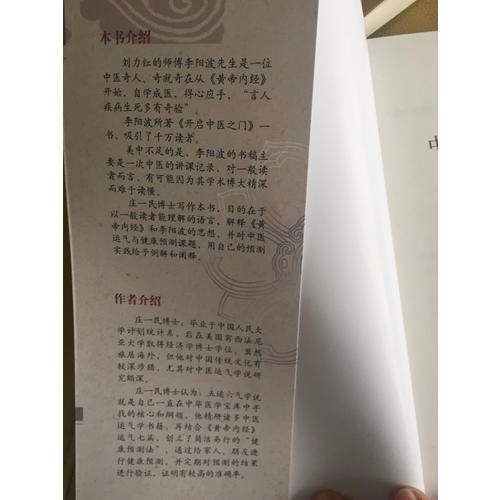 本书介绍
刘力红的师傅李阳波先生是一位
中医奇人、奇就奇在从《黄帝内经》
开始，自学成医，得心应手，“言人
疾病生死多有奇验”。
李阳波所著《开启中医之门》一
书，吸引了千万读者。
美中不足的是，李阳波的书稿主
要是一次中医的讲课记录，对一般读
者而言，有可能因为其学术博大精深
而难于读懂。
庄一民博士写作本书，目的在于
以一般读者能理解的语言，解释《黄
帝内经》和李阳波的思想，并对中医
运气与健康预测课题，用自己的预测
实践给予例解和阐释。
作者介绍
庄一民博士，毕业于中国人民大
学计划统计系，后在美国宾西法尼
亚大学取得经济学博士学位，虽然
旅居海外，但他对中国传统文化有
较深涉猎，尤其对中医运气学说研
究颇深。
庄一民博士认为：五运六气学说
就是自己一直在中华医学宝库中寻
找的核心和纲领，他精研诸多中医
运气学书籍，再结合《黄帝内经》
运气七篇，创立了简洁易行的“健
康预测法”，通过给家人、朋友进
行健康预测，并定期对预测的结果
进行验证，证明有较高的准确率。